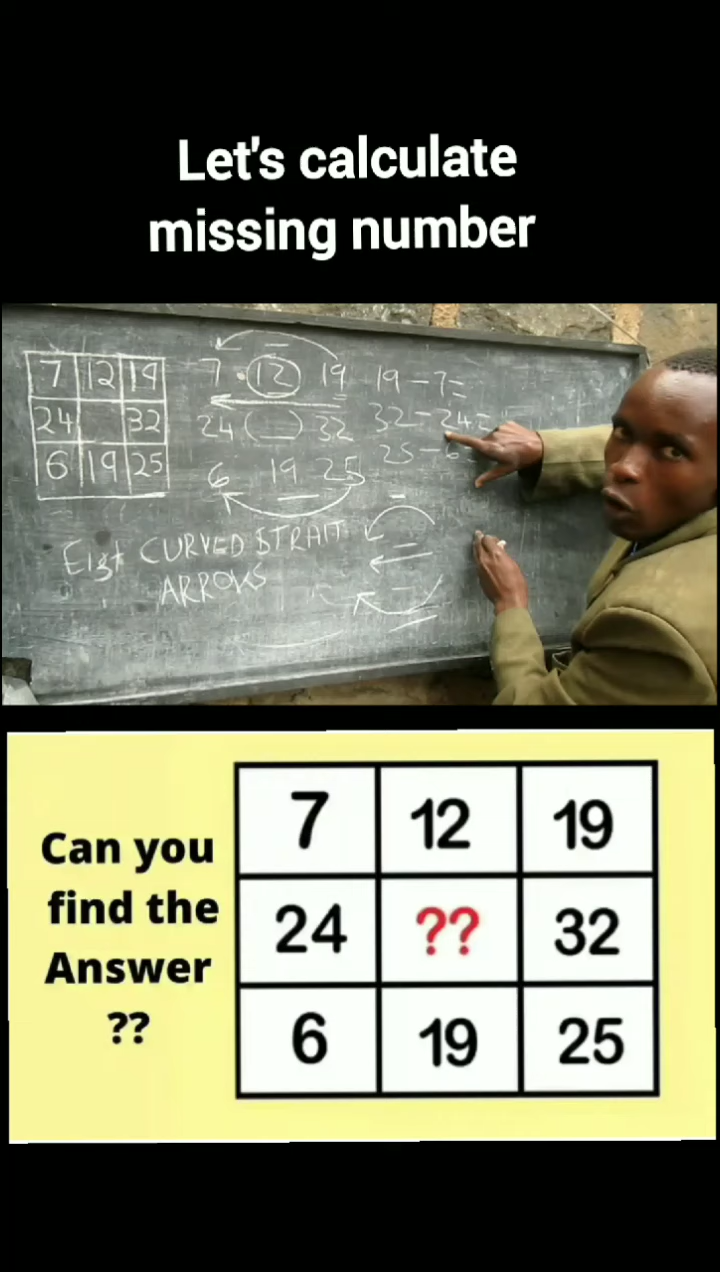 Let's calculate
missing number
7 12 19
24 32
6 19 25
7 · 12 19
24 ( ) 32
6 19 25
19 - 7 =
32 - 24 =
25 - 6
CURVED STRAIT
ARROWS
Can you
find the
Answer
??
7 12 19
24 ?? 32
6 19 25